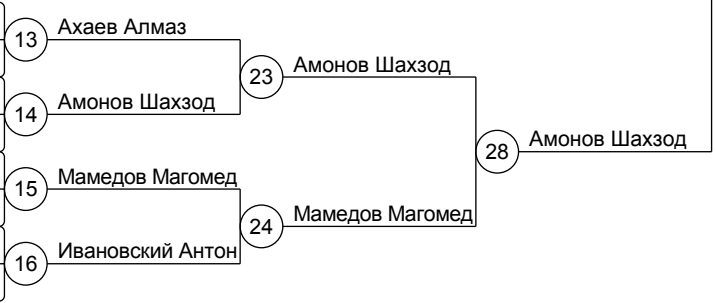 13 Ахаев Алмаз
23 Амонов Шахзод
14 Амонов Шахзод
28 Амонов Шахзод
15 Мамедов Магомед
24 Мамедов Магомед
16 Ивановский Антон